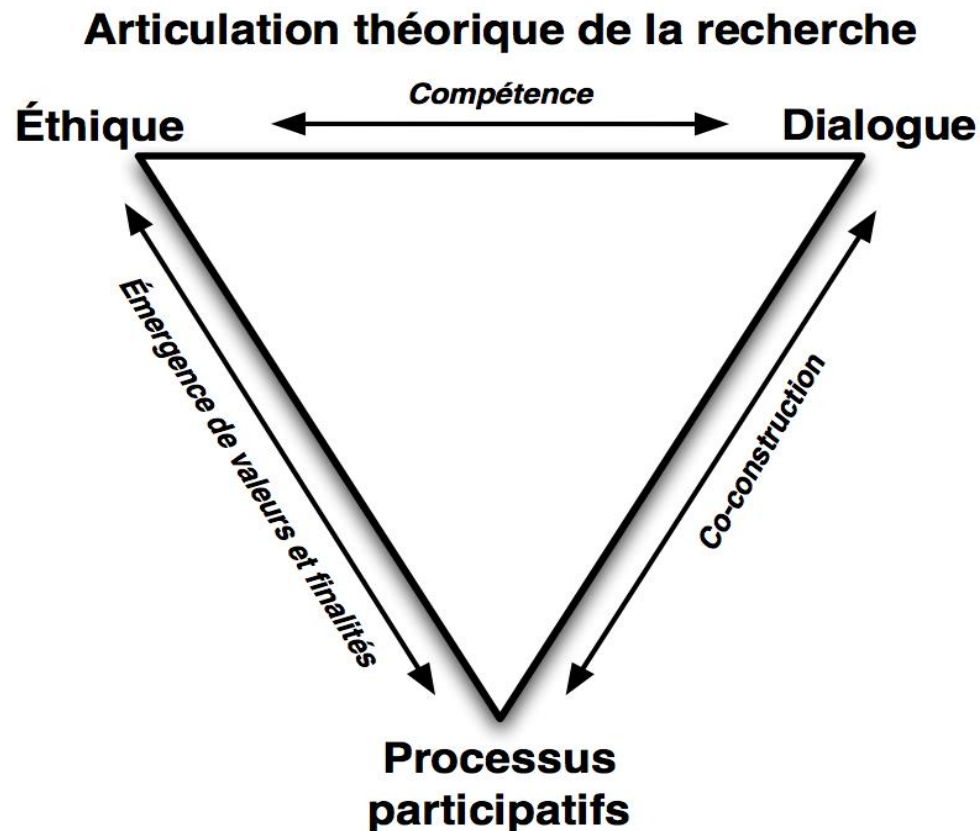 Articulation théorique de la recherche
Compétence
Éthique
Dialogue
Émergence de valeurs et finalités
Co-construction
Processus
participatifs